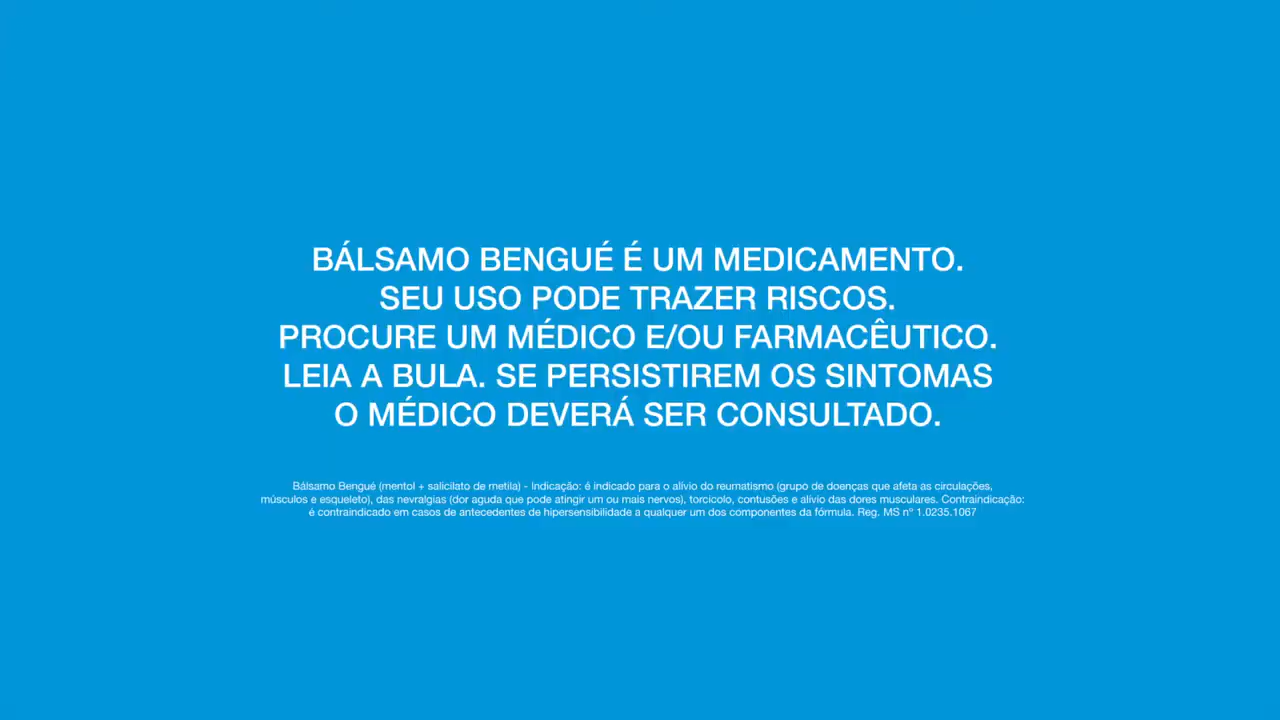 BÁLSAMO BENGUÉ É UM MEDICAMENTO.
SEU USO PODE TRAZER RISCOS.
PROCURE UM MÉDICO E/OU FARMACÊUTICO.
LEIA A BULA. SE PERSISTIREM OS SINTOMAS
O MÉDICO DEVERÁ SER CONSULTADO.
Bálsamo Bengué (mentol + salicilato de metila) - Indicação: é indicado para o alívio do reumatismo (grupo de doenças que afeta as circulações,
músculos e esqueleto), das nevralgias (dor aguda que pode atingir um ou mais nervos), torcicolo, contusões e alívio das dores musculares. Contraindicação:
é contraindicado em casos de antecedentes de hipersensibilidade a qualquer um dos componentes da fórmula. Reg. MS nº 1.0235.1067